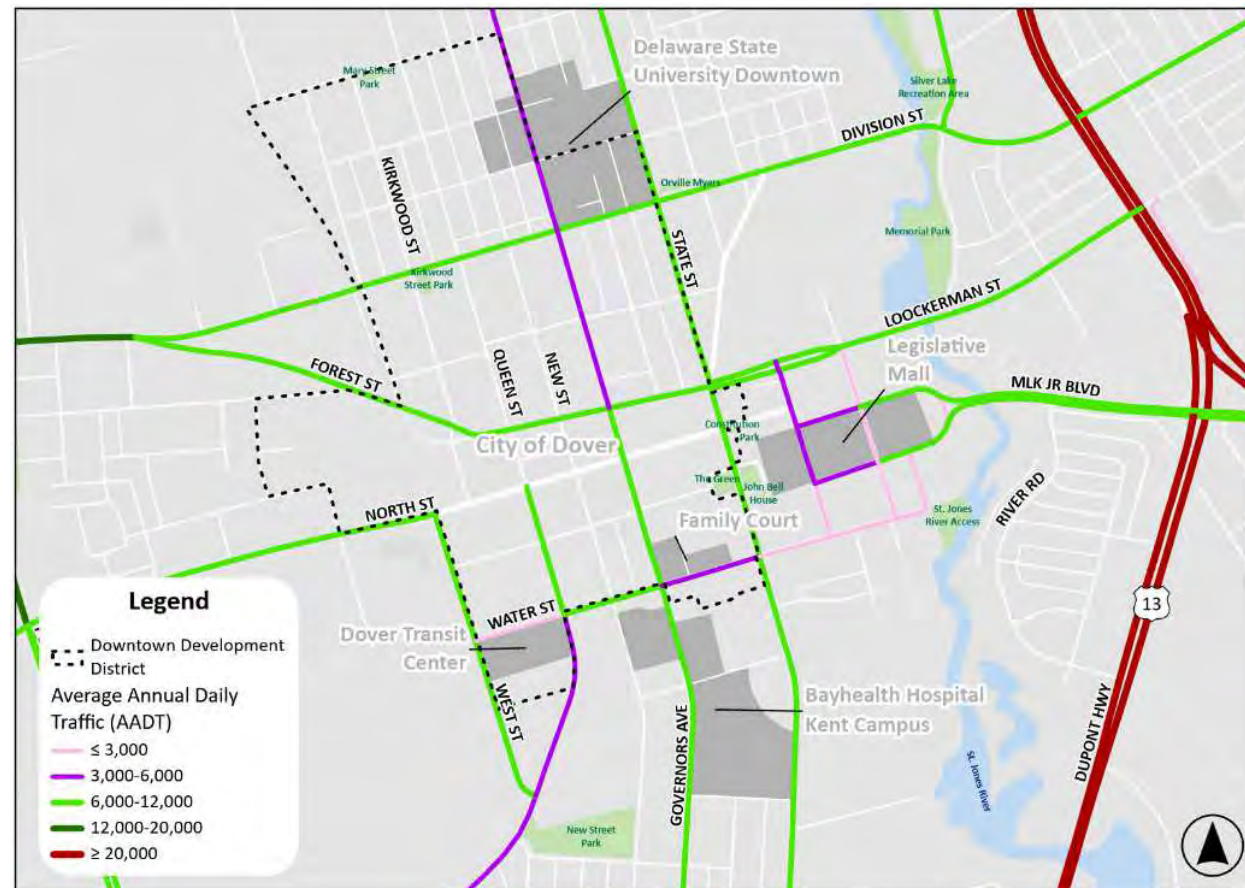 Delaware State
University Downtown
Mary Street
Park
Silver Lake
Recreation Area
DIVISION ST
KIRKWOOD ST
Orville Myers
STATE ST
Memorial Park
Kirkwood
Street Park
LOOCKERMAN ST
Legislative
Mall
FOREST ST
QUEEN ST
NEW ST
MLK JR BLVD
City of Dover
Constitution
Park
The Green
John Bell
House
RIVER RD
NORTH ST
Family Court
St. Jones
River Access
13
WATER ST
Dover Transit
Center
WEST ST
Bayhealth Hospital
Kent Campus
GOVERNORS AVE
DUPONT HWY
St. Jones River
New Street
Park
Legend
Downtown Development
District
Average Annual Daily
Traffic (AADT)
≤ 3,000
3,000-6,000
6,000-12,000
12,000-20,000
≥ 20,000